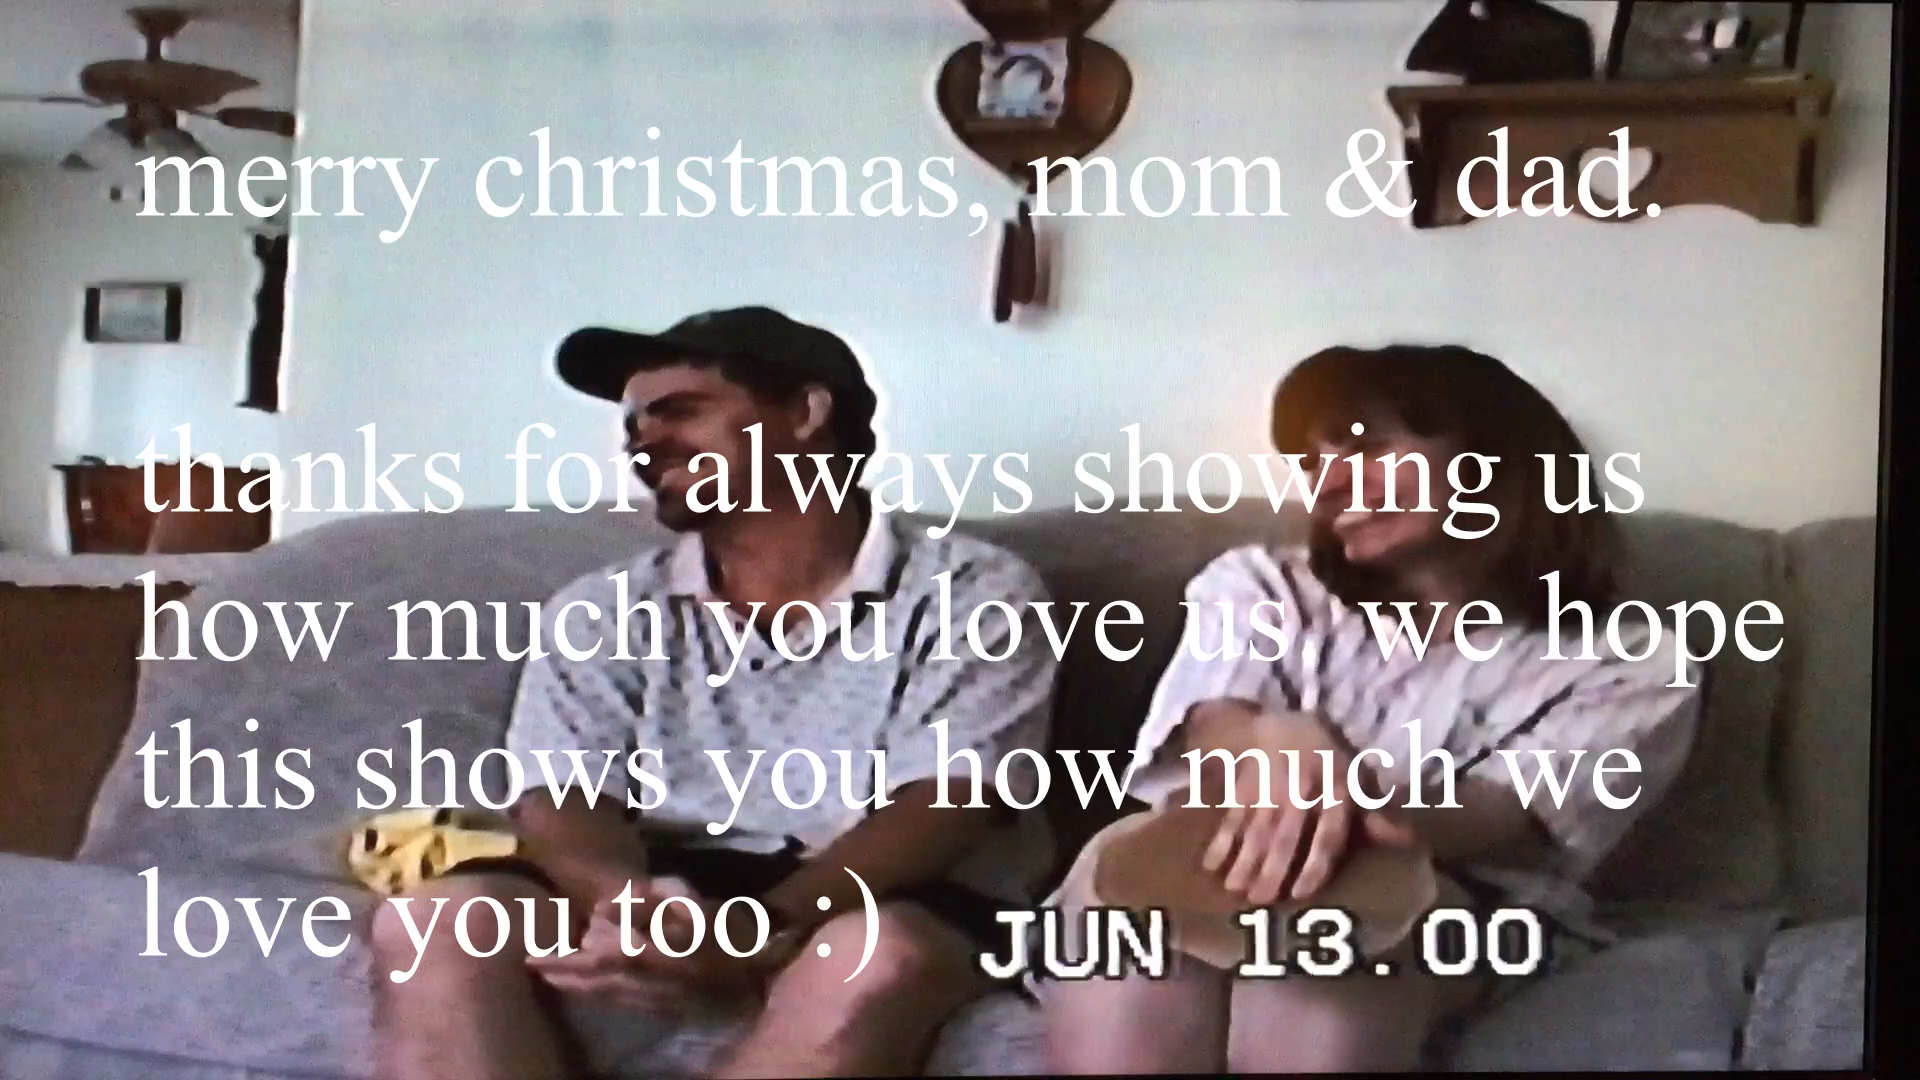 merry christmas, mom & dad.
thanks for always showing us
how much you love us. we hope
this shows you how much we
love you too :)
JUN 13.00